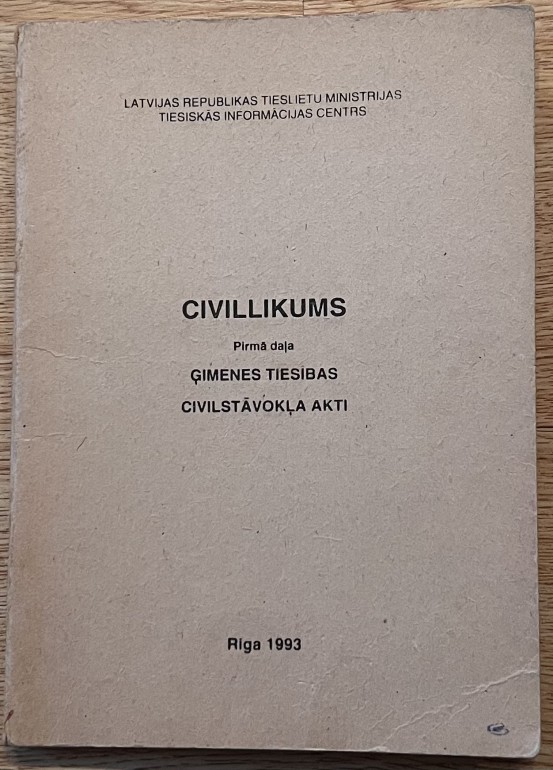 LATVIJAS REPUBLIKAS TIESLIETU MINISTRIJAS
TIESISKĀS INFORMĀCIJAS CENTRS
CIVILLIKUMS
Pirmā daļa
ĢIMENES TIESĪBAS
CIVILSTĀVOKĻA AKTI
Rīga 1993